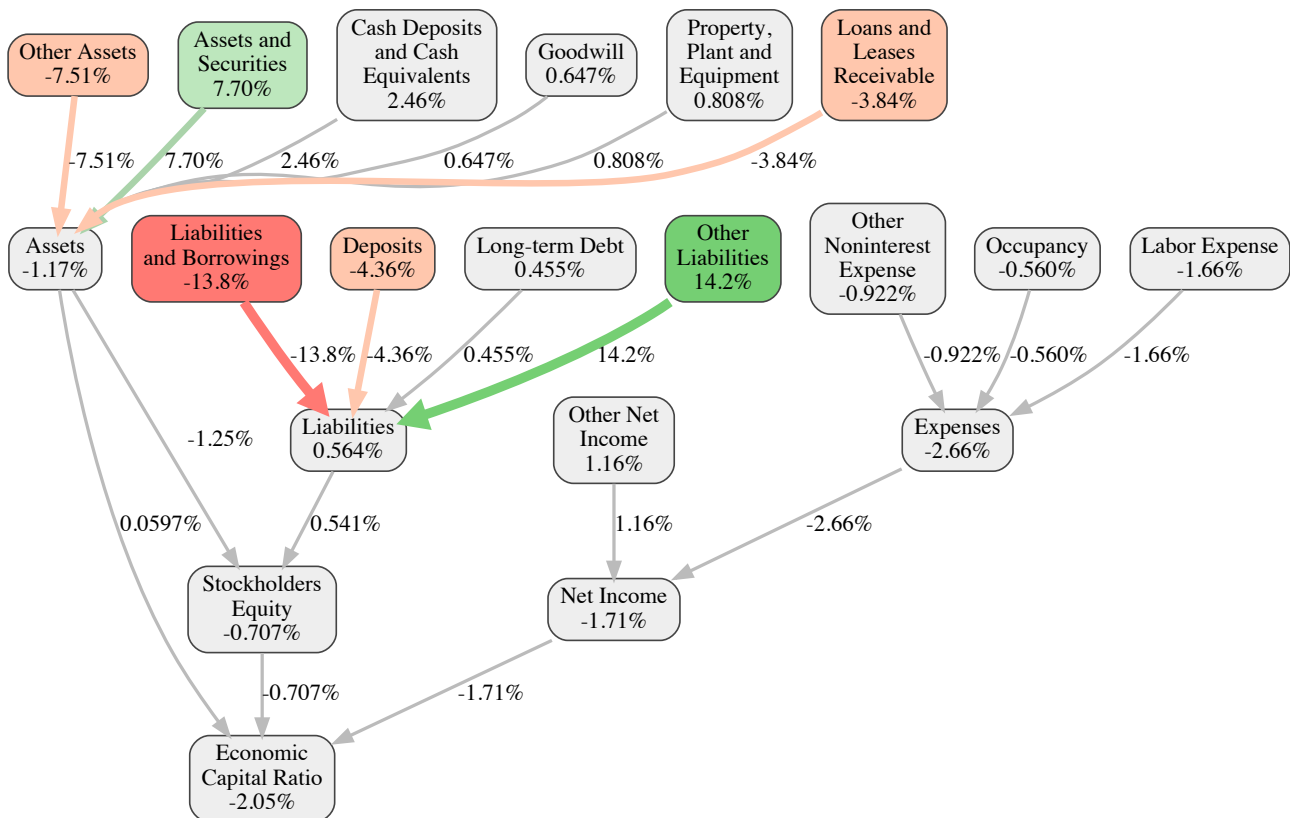 Other Assets
-7.51%
Assets and
Securities
7.70%
Cash Deposits
and Cash
Equivalents
2.46%
Goodwill
0.647%
Property,
Plant and
Equipment
0.808%
Loans and
Leases
Receivable
-3.84%
-7.51%
7.70%
2.46%
0.647%
0.808%
-3.84%
Assets
-1.17%
Liabilities
and Borrowings
-13.8%
Deposits
-4.36%
Long-term Debt
0.455%
Other
Liabilities
14.2%
Other
Noninterest
Expense
-0.922%
Occupancy
-0.560%
Labor Expense
-1.66%
-13.8%
-4.36%
0.455%
14.2%
-0.922%
-0.560%
-1.66%
-1.25%
Liabilities
0.564%
Other Net
Income
1.16%
Expenses
-2.66%
0.0597%
0.541%
1.16%
-2.66%
Stockholders
Equity
-0.707%
Net Income
-1.71%
-0.707%
-1.71%
Economic
Capital Ratio
-2.05%